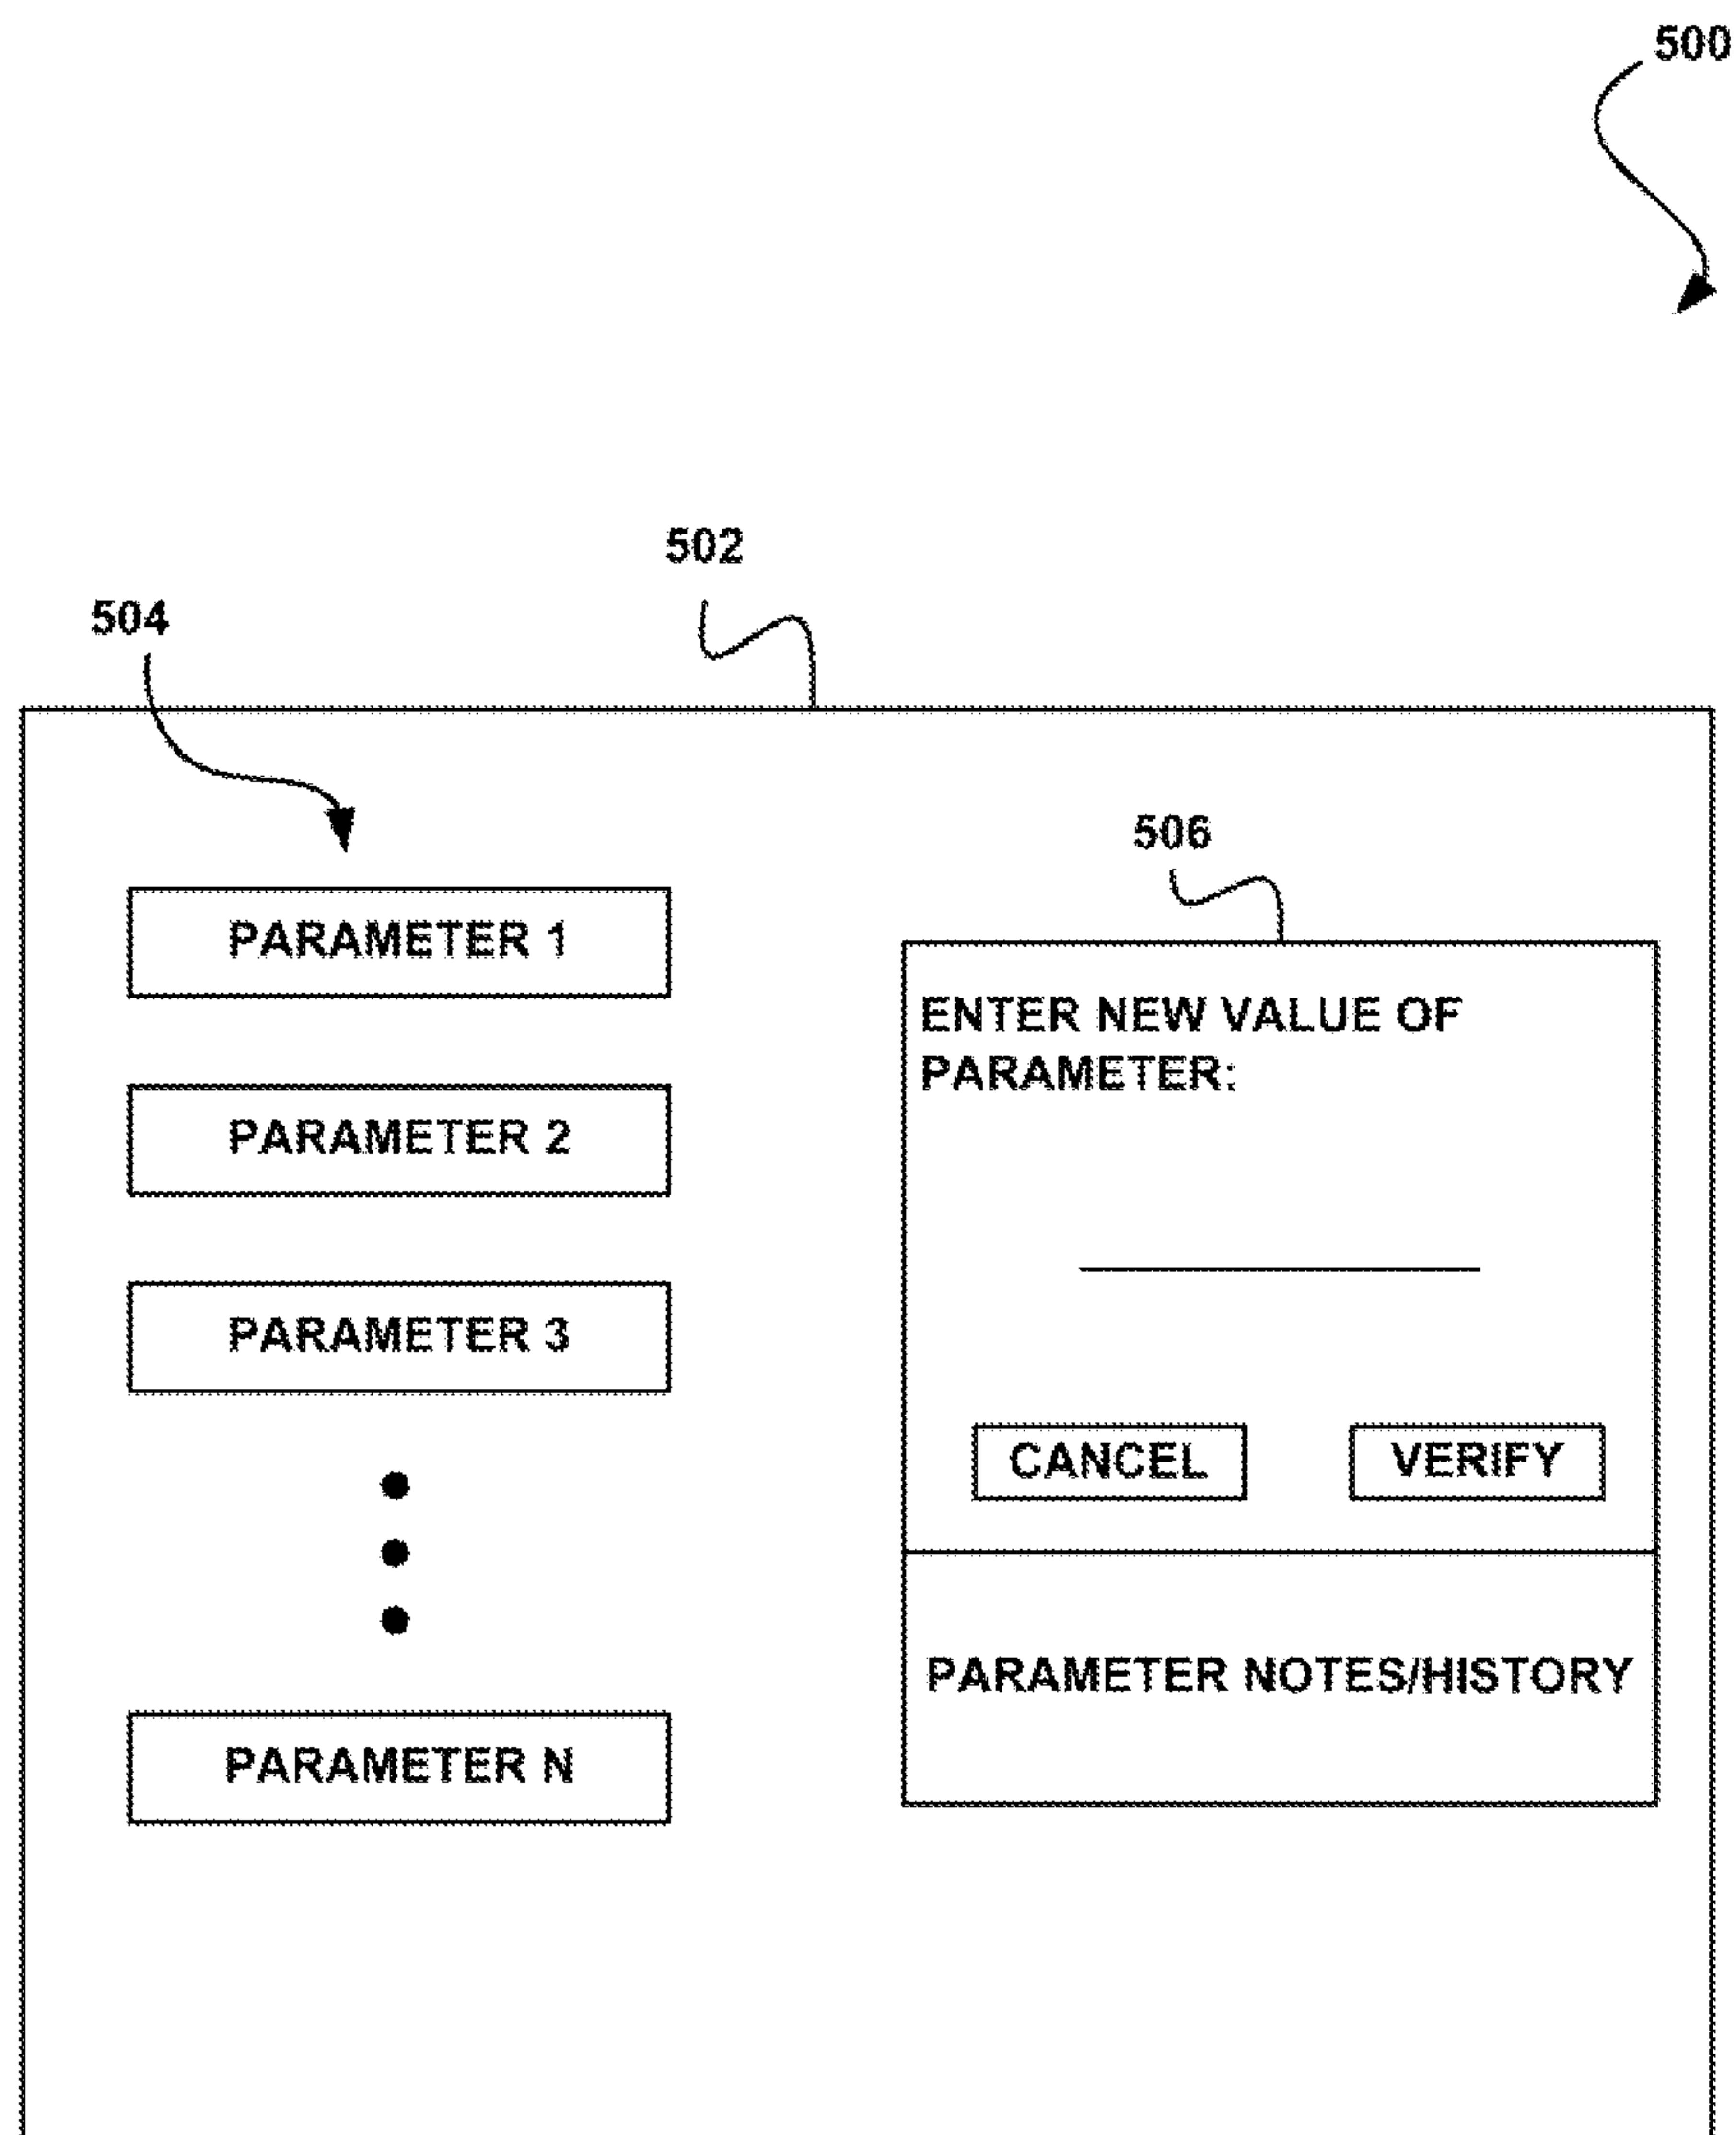 500
502
504
506
PARAMETER 1
PARAMETER 2
PARAMETER 3
PARAMETER N
ENTER NEW VALUE OF
PARAMETER:
CANCEL
VERIFY
PARAMETER NOTES/HISTORY